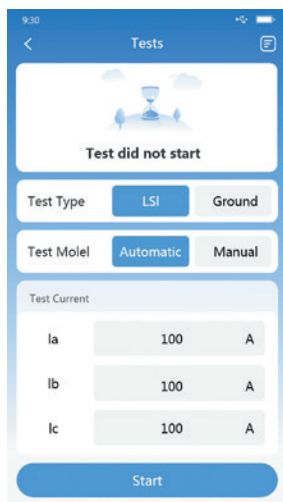 9:30
Tests
Test did not start
Test Type LSI Ground
Test Molel Automatic Manual
Test Current
Ia 100 A
Ib 100 A
Ic 100 A
Start